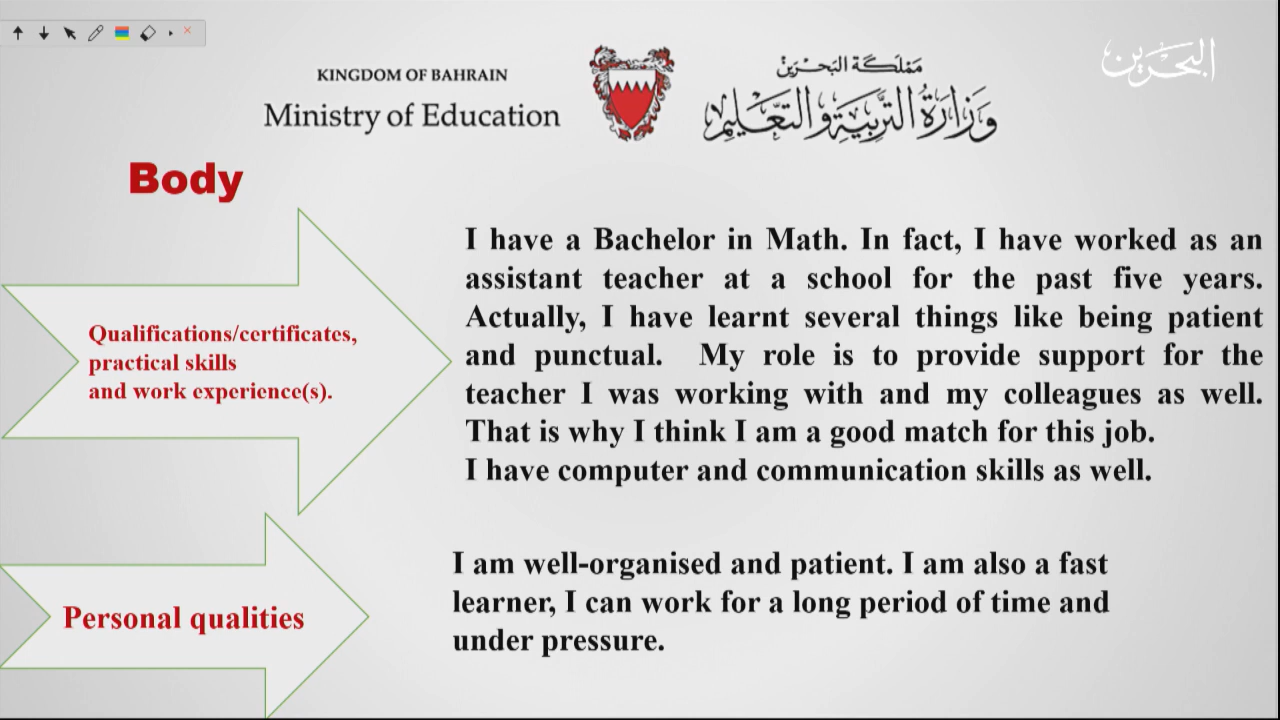 KINGDOM OF BAHRAIN
Ministry of Education
مملكة البحرين
وزارة التربية والتعليم
البحرين
Body
Qualifications/certificates,
practical skills
and work experience(s).
I have a Bachelor in Math. In fact, I have worked as an
assistant teacher at a school for the past five years.
Actually, I have learnt several things like being patient
and punctual. My role is to provide support for the
teacher I was working with and my colleagues as well.
That is why I think I am a good match for this job.
I have computer and communication skills as well.
Personal qualities
I am well-organised and patient. I am also a fast
learner, I can work for a long period of time and
under pressure.